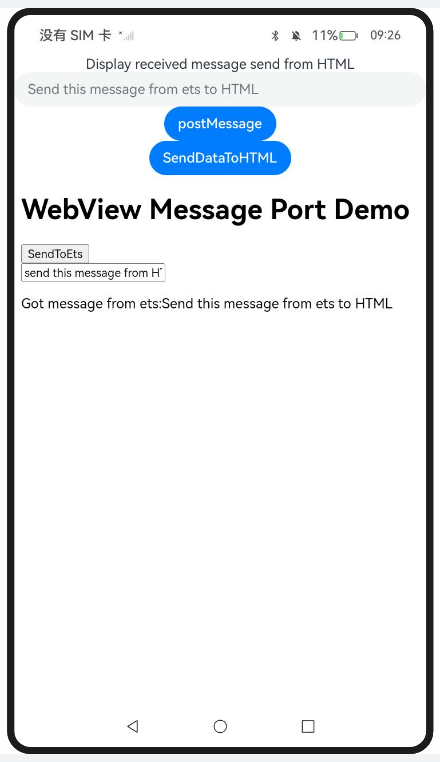 没有 SIM 卡 11% 09:26
Display received message send from HTML
Send this message from ets to HTML
postMessage
SendDataToHTML
WebView Message Port Demo
SendToEts
send this message from H
Got message from ets:Send this message from ets to HTML